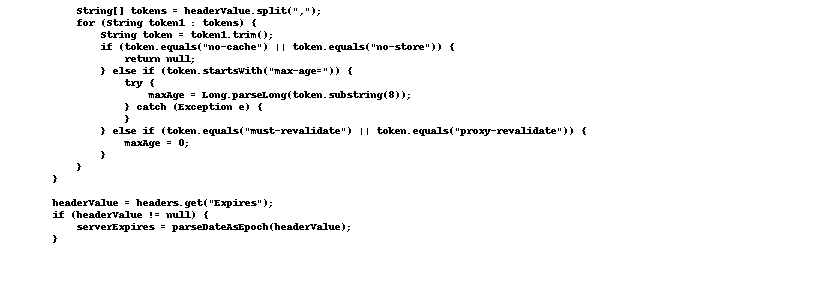 String[] tokens = headerValue.split(",");
for (String token1 : tokens) {
String token = token1.trim();
if (token.equals("no-cache") || token.equals("no-store")) {
return null;
} else if (token.startsWith("max-age=")) {
try {
maxAge = Long.parseLong(token.substring(8));
} catch (Exception e) {
}
} else if (token.equals("must-revalidate") || token.equals("proxy-revalidate")) {
maxAge = 0;
}
}
}
headerValue = headers.get("Expires");
if (headerValue != null) {
serverExpires = parseDateAsEpoch(headerValue);
}